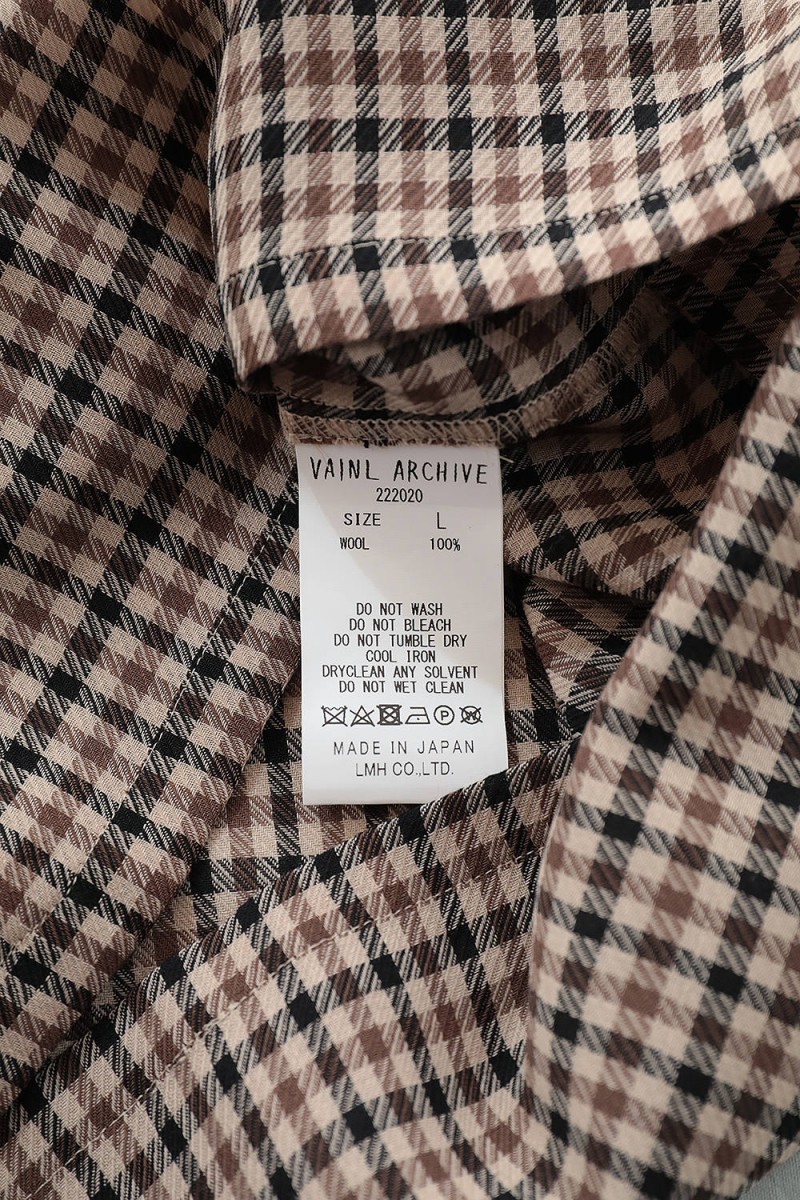 VAINL ARCHIVE
222020
SIZE L
WOOL 100%
DO NOT WASH
DO NOT BLEACH
DO NOT TUMBLE DRY
COOL IRON
DRYCLEAN ANY SOLVENT
DO NOT WET CLEAN
MADE IN JAPAN
LMH CO.,LTD.